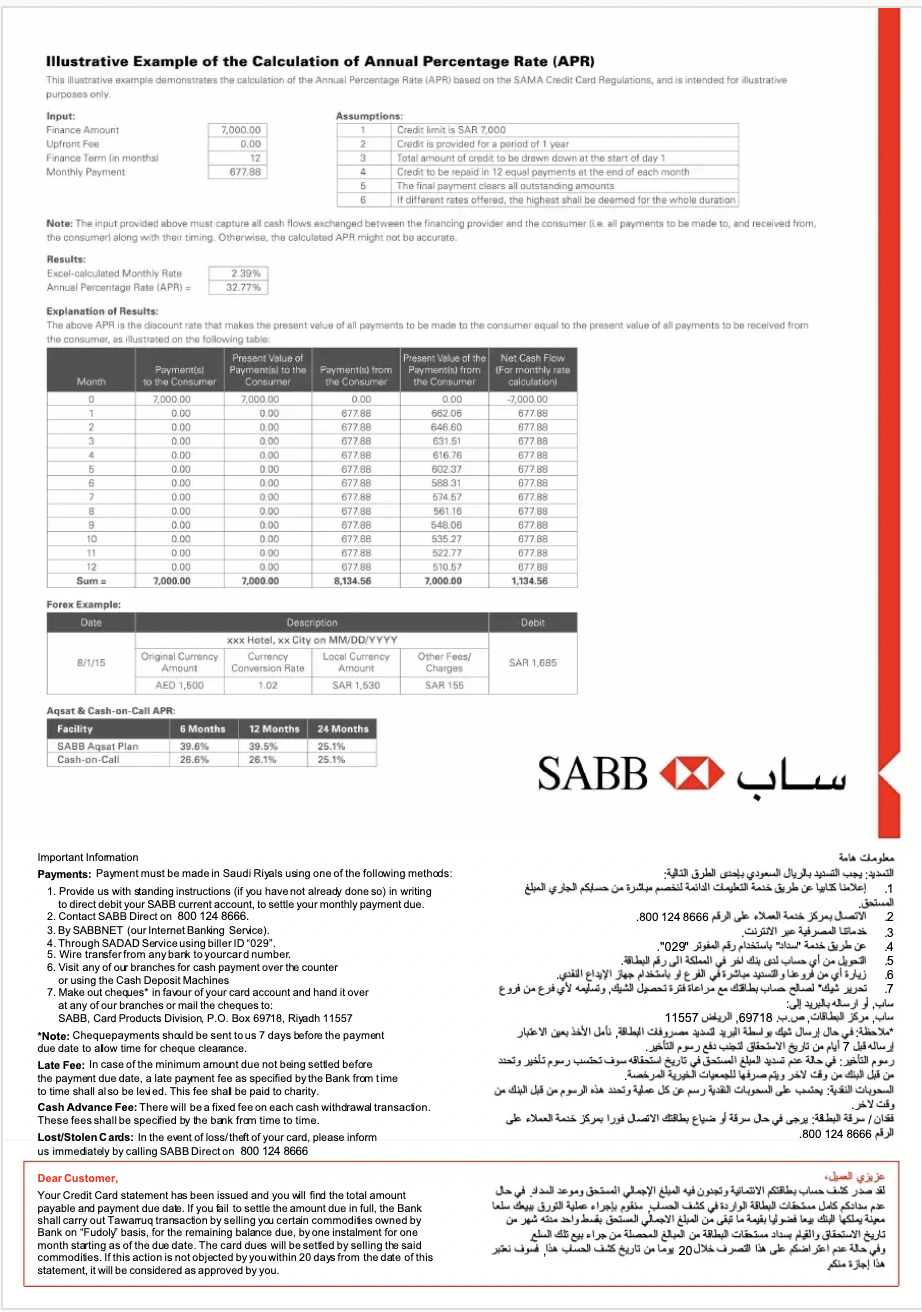 Illustrative Example of the Calculation of Annual Percentage Rate (APR)
This illustrative example demonstrates the calculation of the Annual Percentage Rate (APR) based on the SAMA Credit Card Regulations, and is intended for illustrative
purposes only.
Input:
Finance Amount 7,000.00
Upfront Fee 0.00
Finance Term (in months) 12
Monthly Payment 677.88
Assumptions:
1 Credit limit is SAR 7,000
2 Credit is provided for a period of 1 year
3 Total amount of credit to be drawn down at the start of day 1
4 Credit to be repaid in 12 equal payments at the end of each month
5 The final payment clears all outstanding amounts
6 If different rates offered, the highest shall be deemed for the whole duration
Note: The input provided above must capture all cash flows exchanged between the financing provider and the consumer (i.e. all payments to be made to, and received from,
the consumer) along with their timing. Otherwise, the calculated APR might not be accurate.
Results:
Excel-calculated Monthly Rate 2.39%
Annual Percentage Rate (APR) = 32.77%
Explanation of Results:
The above APR is the discount rate that makes the present value of all payments to be made to the consumer equal to the present value of all payments to be received from
the consumer, as illustrated on the following table:
Month Payment(s) to the Consumer Present Value of Payment(s) to the Consumer Payment(s) from the Consumer Present Value of the Payment(s) from the Consumer Net Cash Flow (For monthly rate calculation)
0 7,000.00 7,000.00 0.00 0.00 -7,000.00
1 0.00 0.00 677.88 662.06 677.88
2 0.00 0.00 677.88 646.60 677.88
3 0.00 0.00 677.88 631.51 677.88
4 0.00 0.00 677.88 616.76 677.88
5 0.00 0.00 677.88 602.37 677.88
6 0.00 0.00 677.88 588.31 677.88
7 0.00 0.00 677.88 574.57 677.88
8 0.00 0.00 677.88 561.16 677.88
9 0.00 0.00 677.88 548.06 677.88
10 0.00 0.00 677.88 535.27 677.88
11 0.00 0.00 677.88 522.77 677.88
12 0.00 0.00 677.88 510.57 677.88
Sum = 7,000.00 7,000.00 8,134.56 7,000.00 1,134.56
Forex Example:
Date Description Debit
xxx Hotel, xx City on MM/DD/YYYY
8/1/15 Original Currency Amount Currency Conversion Rate Local Currency Amount Other Fees/ Charges SAR 1,685
AED 1,500 1.02 SAR 1,530 SAR 155
Aqsat & Cash-on-Call APR:
Facility 6 Months 12 Months 24 Months
SABB Aqsat Plan 39.6% 39.5% 25.1%
Cash-on-Call 26.6% 26.1% 25.1%
SABB ساب
Important Information
Payments: Payment must be made in Saudi Riyals using one of the following methods:
1. Provide us with standing instructions (if you have not already done so) in writing
to direct debit your SABB current account, to settle your monthly payment due.
2. Contact SABB Direct on 800 124 8666.
3. By SABBNET (our Internet Banking Service).
4. Through SADAD Service using biller ID “029”.
5. Wire transfer from any bank to your card number.
6. Visit any of our branches for cash payment over the counter
or using the Cash Deposit Machines
7. Make out cheques* in favour of your card account and hand it over
at any of our branches or mail the cheques to:
SABB, Card Products Division, P.O. Box 69718, Riyadh 11557
*Note: Cheque payments should be sent to us 7 days before the payment
due date to allow time for cheque clearance.
Late Fee: In case of the minimum amount due not being settled before
the payment due date, a late payment fee as specified by the Bank from time
to time shall also be levied. This fee shall be paid to charity.
Cash Advance Fee: There will be a fixed fee on each cash withdrawal transaction.
These fees shall be specified by the bank from time to time.
Lost/Stolen Cards: In the event of loss/theft of your card, please inform
us immediately by calling SABB Direct on 800 124 8666
معلومات هامة
التسديد: يجب التسديد بالريال السعودي بإحدى الطرق التالية:
1. إعلامنا كتابيا عن طريق خدمة التعليمات الدائمة لنخصم مباشرة من حسابكم الجاري المبلغ
المستحق.
2. الاتصال بمركز خدمة العملاء على الرقم 8666 124 800.
3. خدماتنا المصرفية عبر الانترنت.
4. عن طريق خدمة "سداد" باستخدام رقم المفوتر "029".
5. التحويل من أي حساب لدى بنك اخر في المملكة الى رقم البطاقة.
6. زيارة أي من فروعنا والتسديد مباشرة في الفرع او باستخدام جهاز الإيداع النقدي.
7. تحرير شيك* لصالح حساب بطاقتك مع مراعاة فترة تحصيل الشيك، وتسليمه لأي فرع من فروع
ساب, او ارساله بالبريد إلى:
ساب, مركز البطاقات, ص.ب. 69718, الرياض 11557
*ملاحظة: في حال إرسال شيك بواسطة البريد لتسديد مصروفات البطاقة, نأمل الأخذ بعين الاعتبار
إرساله قبل 7 أيام من تاريخ الاستحقاق لتجنب دفع رسوم التأخير.
رسوم التأخير: في حالة عدم تسديد المبلغ المستحق في تاريخ استحقاقه سوف تحتسب رسوم تأخير وتحدد
من قبل البنك من وقت لاخر ويتم صرفها للجمعيات الخيرية المرخصة.
السحوبات النقدية: يحتسب على السحوبات النقدية رسم عن كل عملية وتحدد هذه الرسوم من قبل البنك من
وقت لاخر.
فقدان / سرقة البطاقة: يرجى في حال سرقة أو ضياع بطاقتك الاتصال فورا بمركز خدمة العملاء على
الرقم 8666 124 800.
Dear Customer,
Your Credit Card statement has been issued and you will find the total amount
payable and payment due date. If you fail to settle the amount due in full, the Bank
shall carry out Tawaruq transaction by selling you certain commodities owned by
Bank on “Fudoly” basis, for the remaining balance due, by one instalment for one
month starting as of the due date. The card dues will be settled by selling the said
commodities. If this action is not objected by you within 20 days from the date of this
statement, it will be considered as approved by you.
عزيزي العميل،
لقد صدر كشف حساب بطاقتكم الائتمانية وتجدون فيه المبلغ الإجمالي المستحق وموعد السداد. في حال
عدم سدادكم كامل مستحقات البطاقة الواردة في كشف الحساب, سنقوم بإجراء عملية التورق ببيعك سلعا
معينة يملكها البنك بيعا فضوليا بقيمة ما تبقى من المبلغ الاجمالي المستحق بقسط واحد مدته شهر من
تاريخ الاستحقاق والقيام بسداد مستحقات البطاقة من المبالغ المحصلة من جراء بيع تلك السلع.
وفي حالة عدم اعتراضكم على هذا التصرف خلال 20 يوما من تاريخ كشف الحساب هذا, فسوف نعتبر
هذا إجازة منكم.